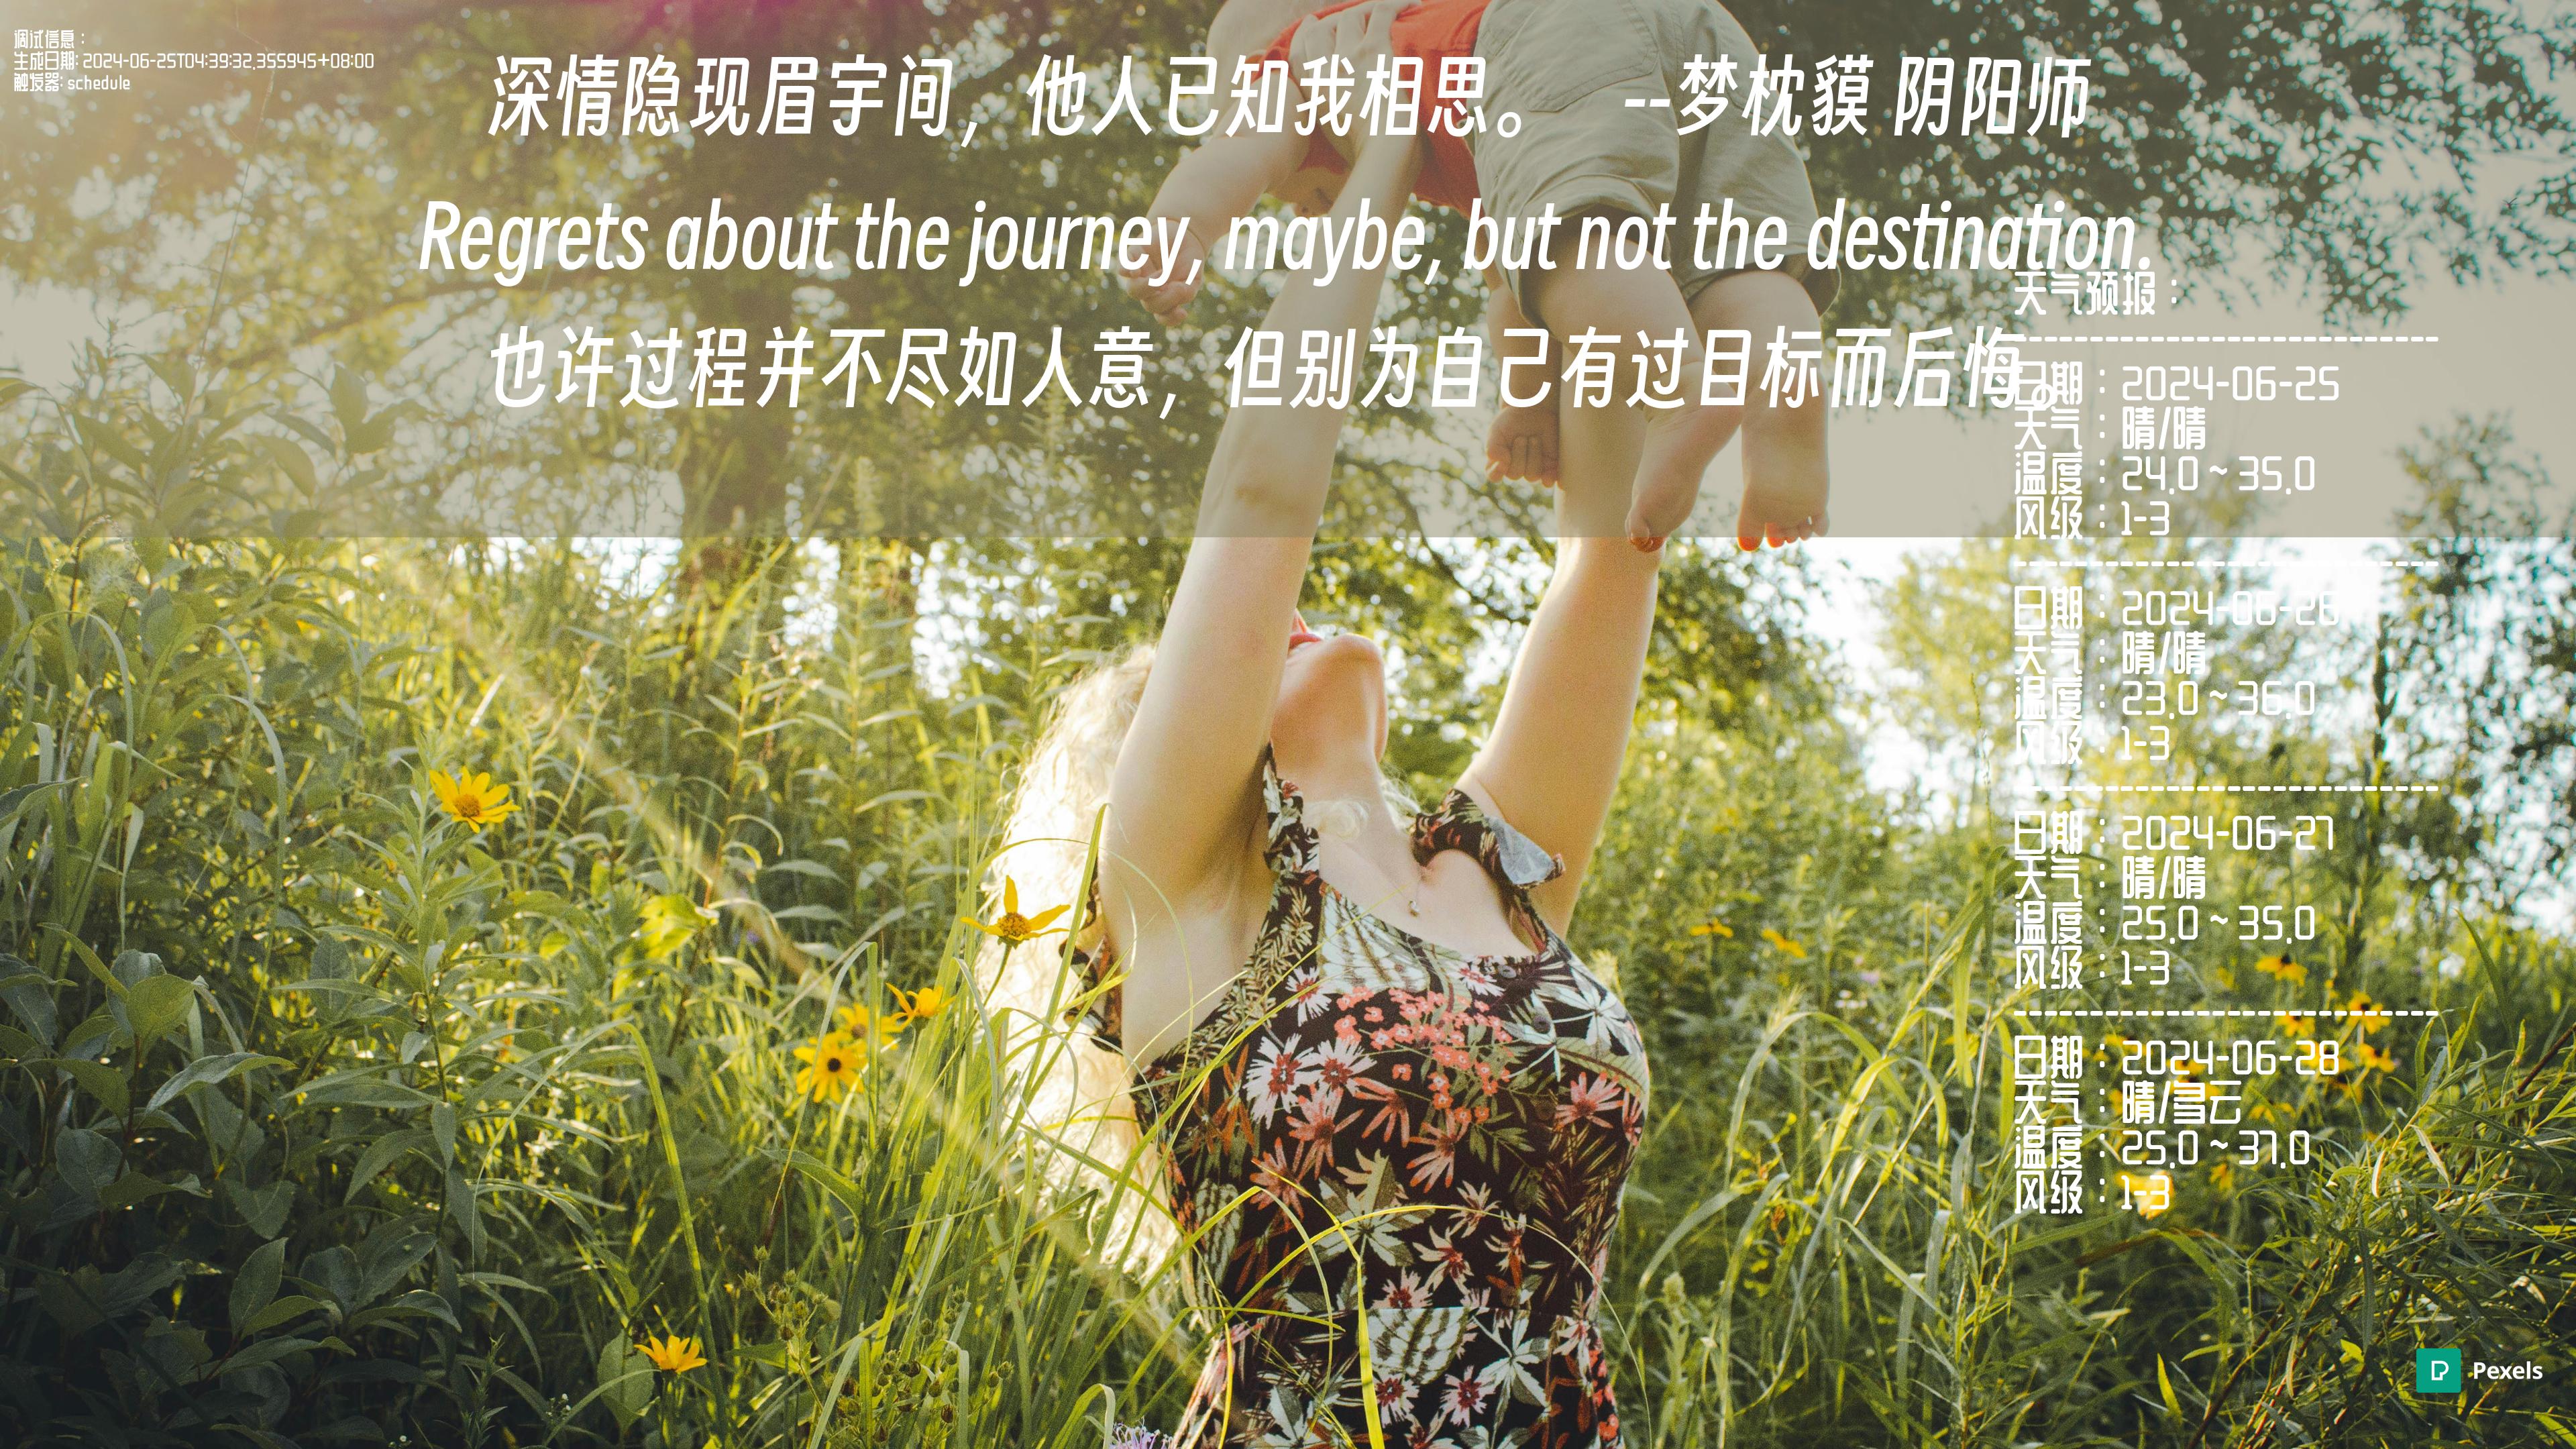 调试信息：
生成日期: 2024-06-25T04:39:32.355945+08:00
触发器: schedule
深情隐现眉宇间，他人已知我相思。 --梦枕貘 阴阳师
Regrets about the journey, maybe, but not the destination.
也许过程并不尽如人意，但别为自己有过目标而后悔。
天气预报：
------------------------------
日期：2024-06-25
天气：晴/晴
温度：24.0 ~ 35.0
风级：1-3
------------------------------
日期：2024-06-26
天气：晴/晴
温度：23.0 ~ 36.0
风级：1-3
------------------------------
日期：2024-06-27
天气：晴/晴
温度：25.0 ~ 35.0
风级：1-3
------------------------------
日期：2024-06-28
天气：晴/多云
温度：25.0 ~ 37.0
风级：1-3
Pexels